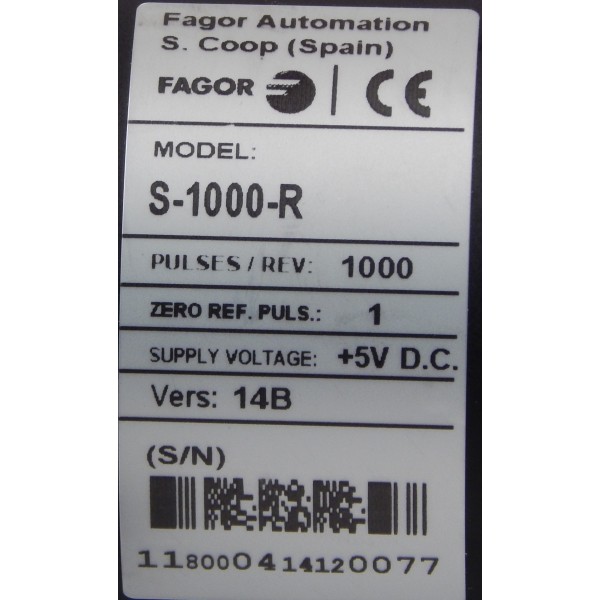 Fagor Automation
S. Coop (Spain)
FAGOR CE
MODEL:
S-1000-R
PULSES / REV: 1000
ZERO REF. PULS.: 1
SUPPLY VOLTAGE: +5V D.C.
Vers: 14B
(S/N)
118000414120077